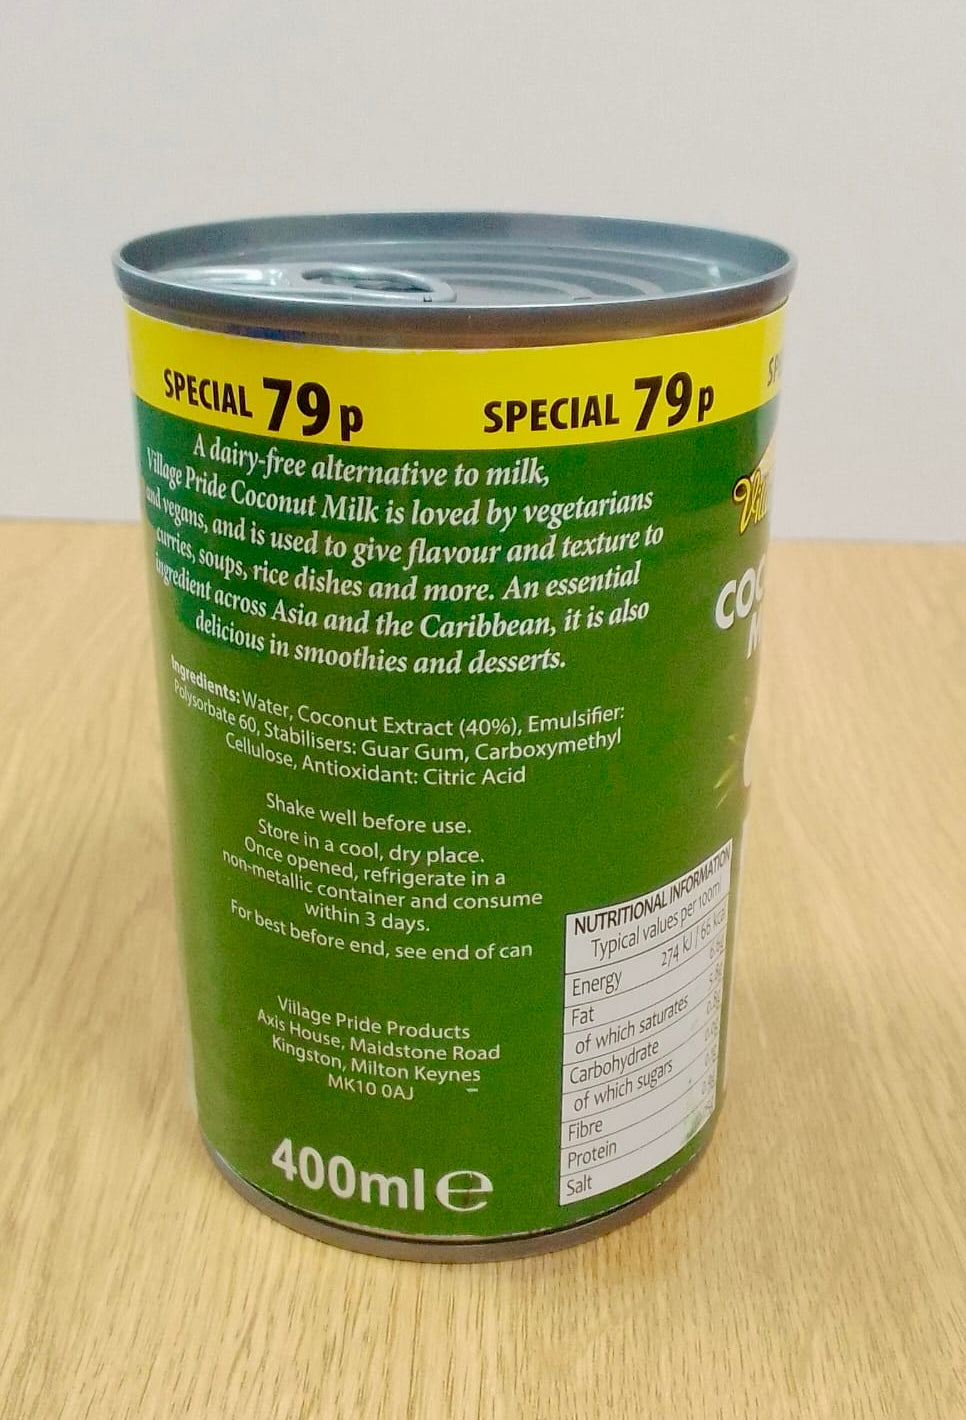 SPECIAL 79p SPECIAL 79p
A dairy-free alternative to milk,
Village Pride Coconut Milk is loved by vegetarians
and vegans, and is used to give flavour and texture to
curries, soups, rice dishes and more. An essential
ingredient across Asia and the Caribbean, it is also
delicious in smoothies and desserts.
Ingredients: Water, Coconut Extract (40%), Emulsifier:
Polysorbate 60, Stabilisers: Guar Gum, Carboxymethyl
Cellulose, Antioxidant: Citric Acid
Shake well before use.
Store in a cool, dry place.
Once opened, refrigerate in a
non-metallic container and consume
within 3 days.
For best before end, see end of can
Village Pride Products
Axis House, Maidstone Road
Kingston, Milton Keynes
MK10 0AJ
400ml e
NUTRITIONAL INFORMATION
Typical values per 100ml
Energy 274 kJ / 66 kcal
Fat
of which saturates
Carbohydrate
of which sugars
Fibre
Protein
Salt